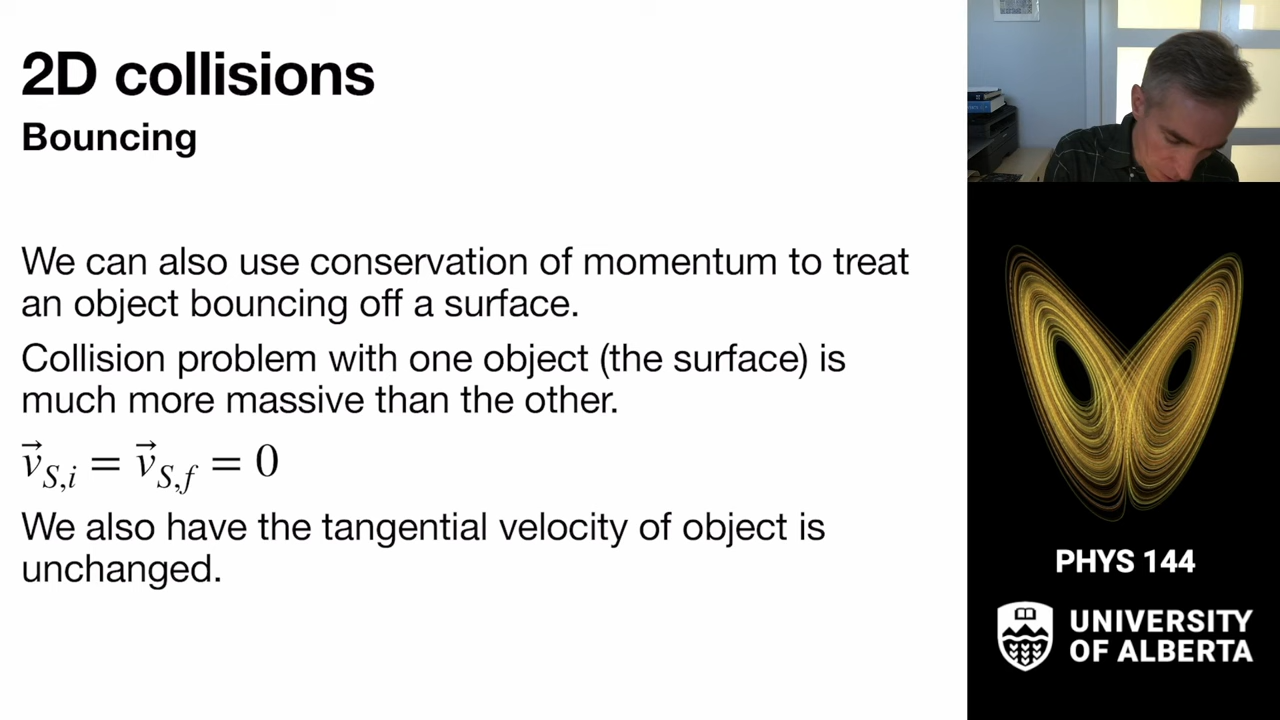 2D collisions
Bouncing
We can also use conservation of momentum to treat
an object bouncing off a surface.
Collision problem with one object (the surface) is
much more massive than the other.
$\vec{v}_{S,i} = \vec{v}_{S,f} = 0$
We also have the tangential velocity of object is
unchanged.
PHYS 144
UNIVERSITY
OF ALBERTA